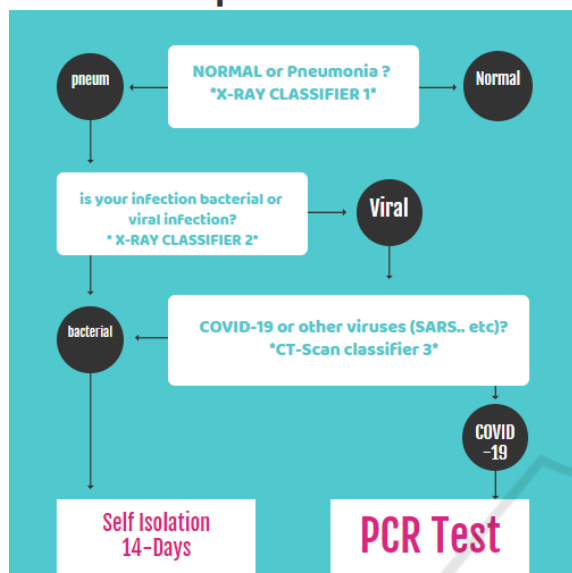 pneum
NORMAL or Pneumonia ?
*X-RAY CLASSIFIER 1*
Normal
is your infection bacterial or
viral infection?
* X-RAY CLASSIFIER 2*
Viral
bacterial
COVID-19 or other viruses (SARS.. etc)?
*CT-Scan classifier 3*
COVID
-19
Self Isolation
14-Days
PCR Test